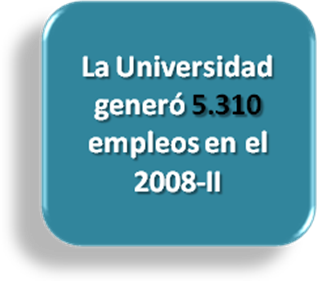 La Universidad
generó 5.310
empleos en el
2008-II